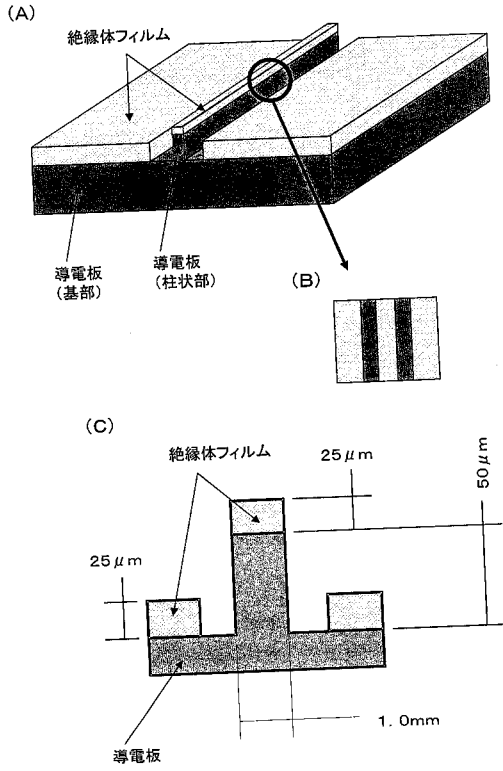 (A)
絶縁体フィルム
導電板
(基部)
導電板
(柱状部)
(B)
(C)
絶縁体フィルム
25μm
50μm
25μm
1.0mm
導電板